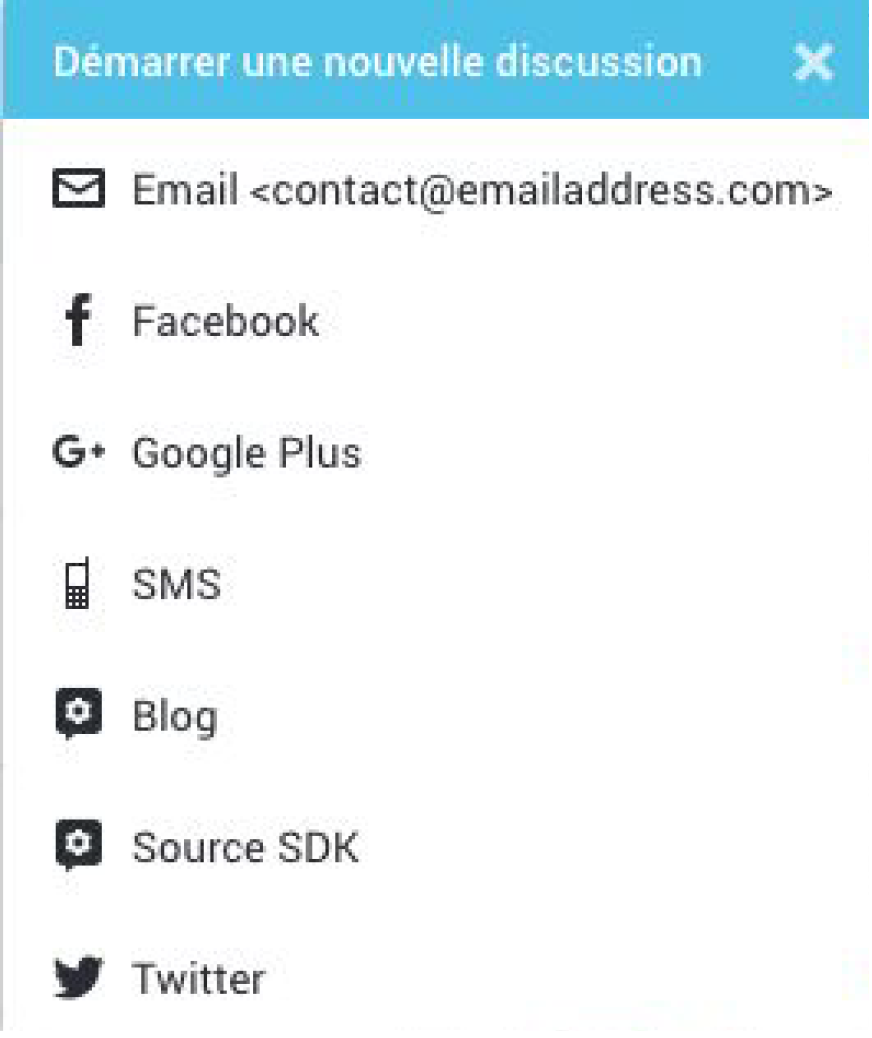 Démarrer une nouvelle discussion
Email <contact@emailaddress.com>
Facebook
G+ Google Plus
SMS
Blog
Source SDK
Twitter